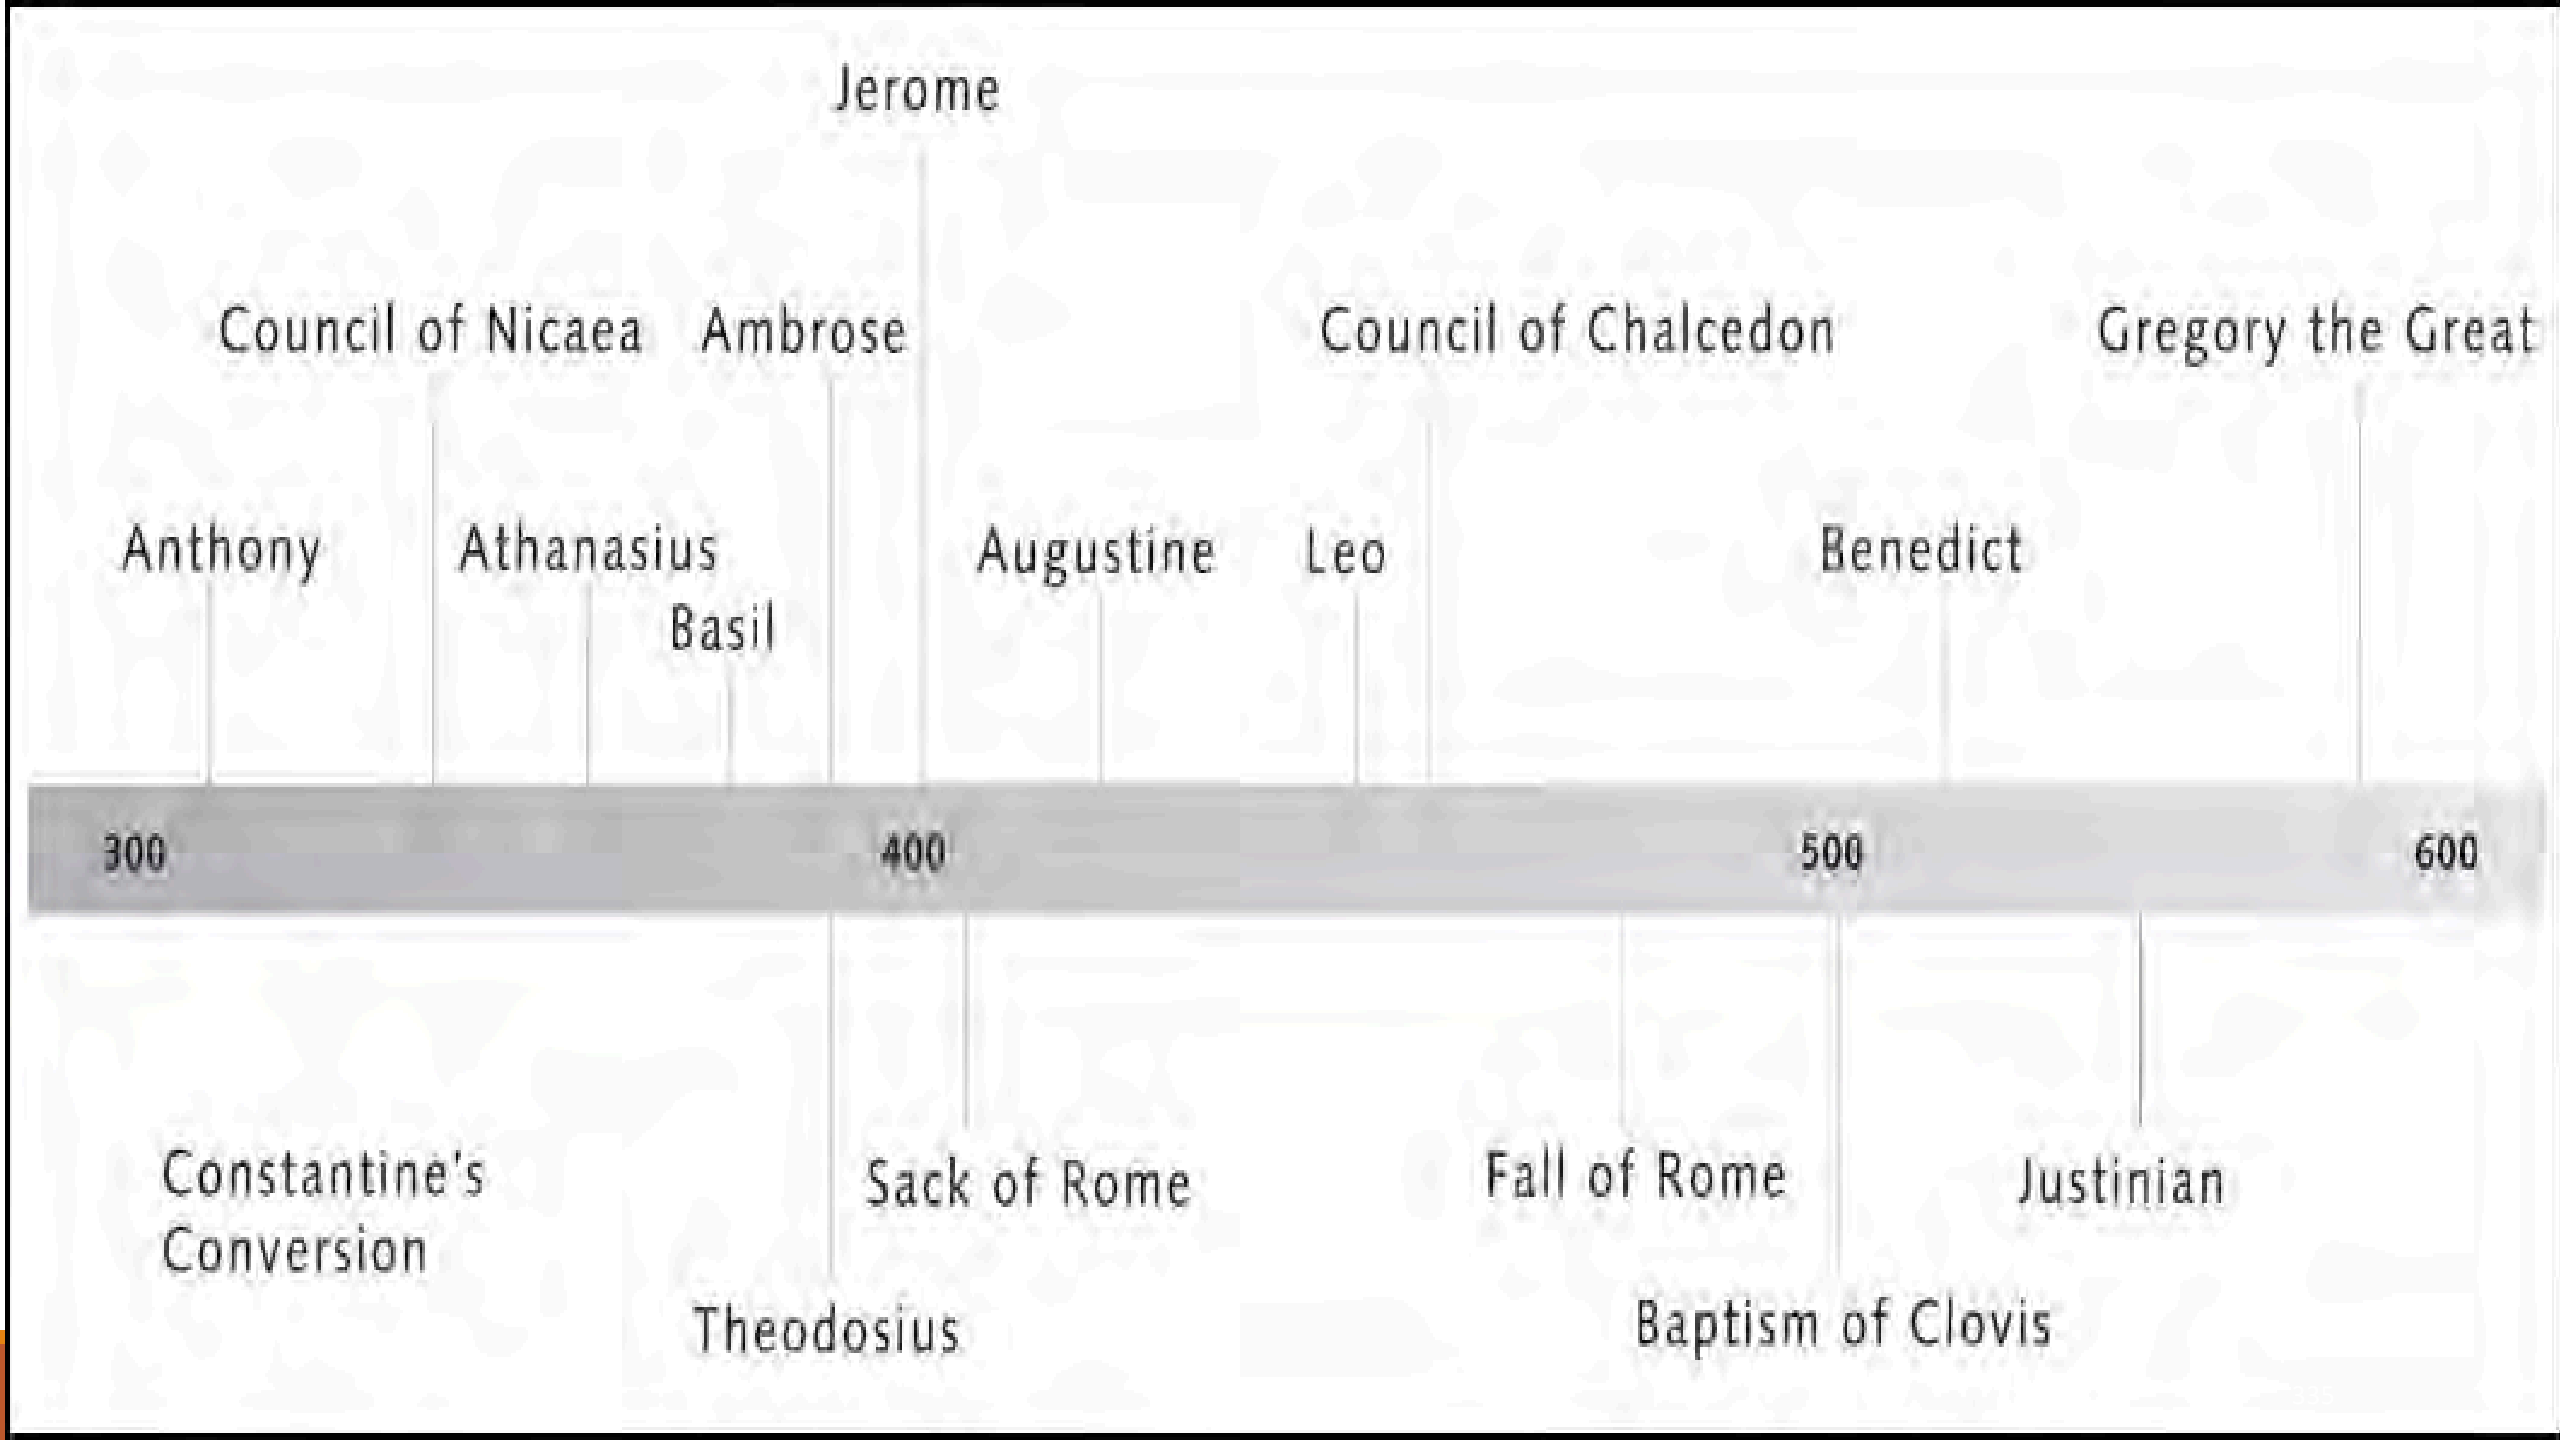 Jerome
Council of Nicaea
Ambrose
Council of Chalcedon
Gregory the Great
Anthony
Athanasius
Augustine
Leo
Benedict
Basil
300
400
500
600
Constantine's
Conversion
Sack of Rome
Fall of Rome
Justinian
Theodosius
Baptism of Clovis